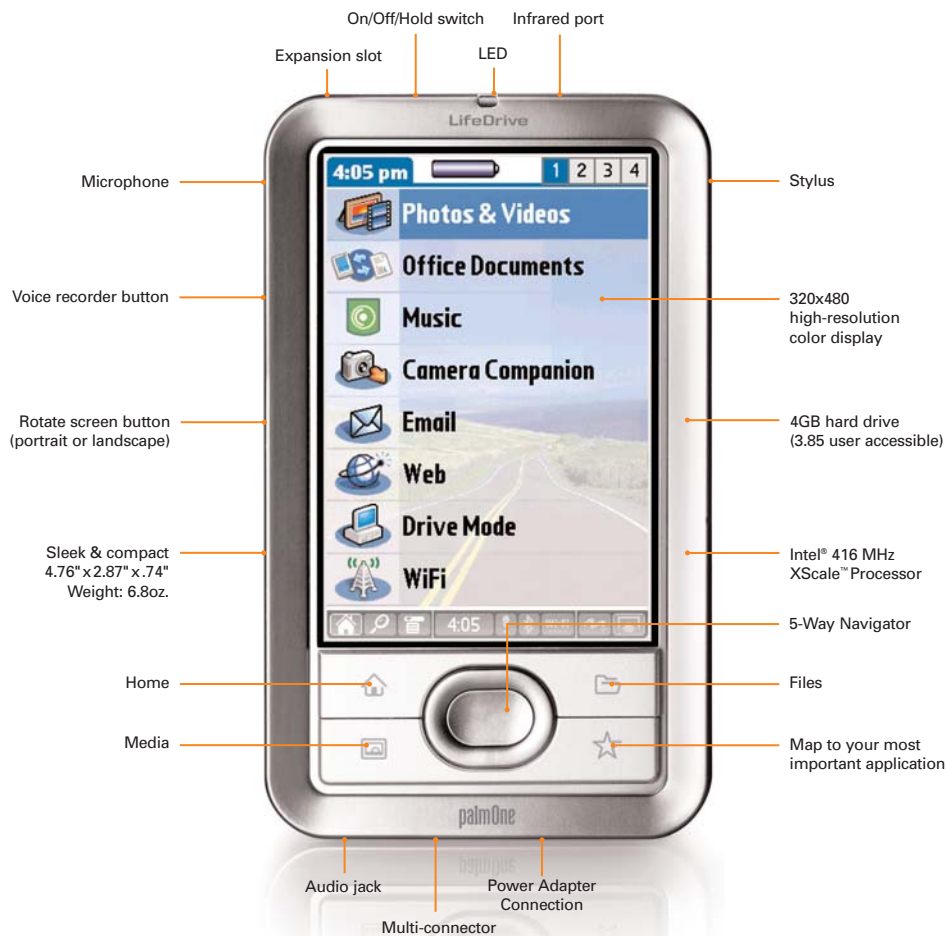 On/Off/Hold switch
Infrared port
Expansion slot
LED
LifeDrive
Microphone
Stylus
4:05 pm
1 2 3 4
Photos & Videos
Office Documents
Voice recorder button
320x480
high-resolution
color display
Music
Camera Companion
Rotate screen button
(portrait or landscape)
Email
4GB hard drive
(3.85 user accessible)
Web
Drive Mode
Sleek & compact
4.76" x 2.87" x .74"
Weight: 6.8oz.
Intel® 416 MHz
XScale™ Processor
WiFi
4:05
5-Way Navigator
Home
Files
Media
Map to your most
important application
palmOne
Audio jack
Power Adapter
Connection
Multi-connector